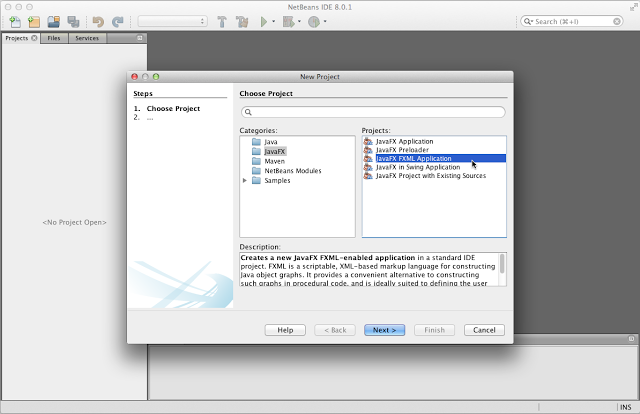 NetBeans IDE 8.0.1
Search (⌘+I)
Projects
Files
Services
<No Project Open>
New Project
Steps
1. Choose Project
2. ...
Choose Project
Categories:
Java
JavaFX
Maven
NetBeans Modules
Samples
Projects:
JavaFX Application
JavaFX Preloader
JavaFX FXML Application
JavaFX in Swing Application
JavaFX Project with Existing Sources
Description:
Creates a new JavaFX FXML-enabled application in a standard IDE
project. FXML is a scriptable, XML-based markup language for constructing
Java object graphs. It provides a convenient alternative to constructing
such graphs in procedural code, and is ideally suited to defining the user
Help
< Back
Next >
Finish
Cancel
INS